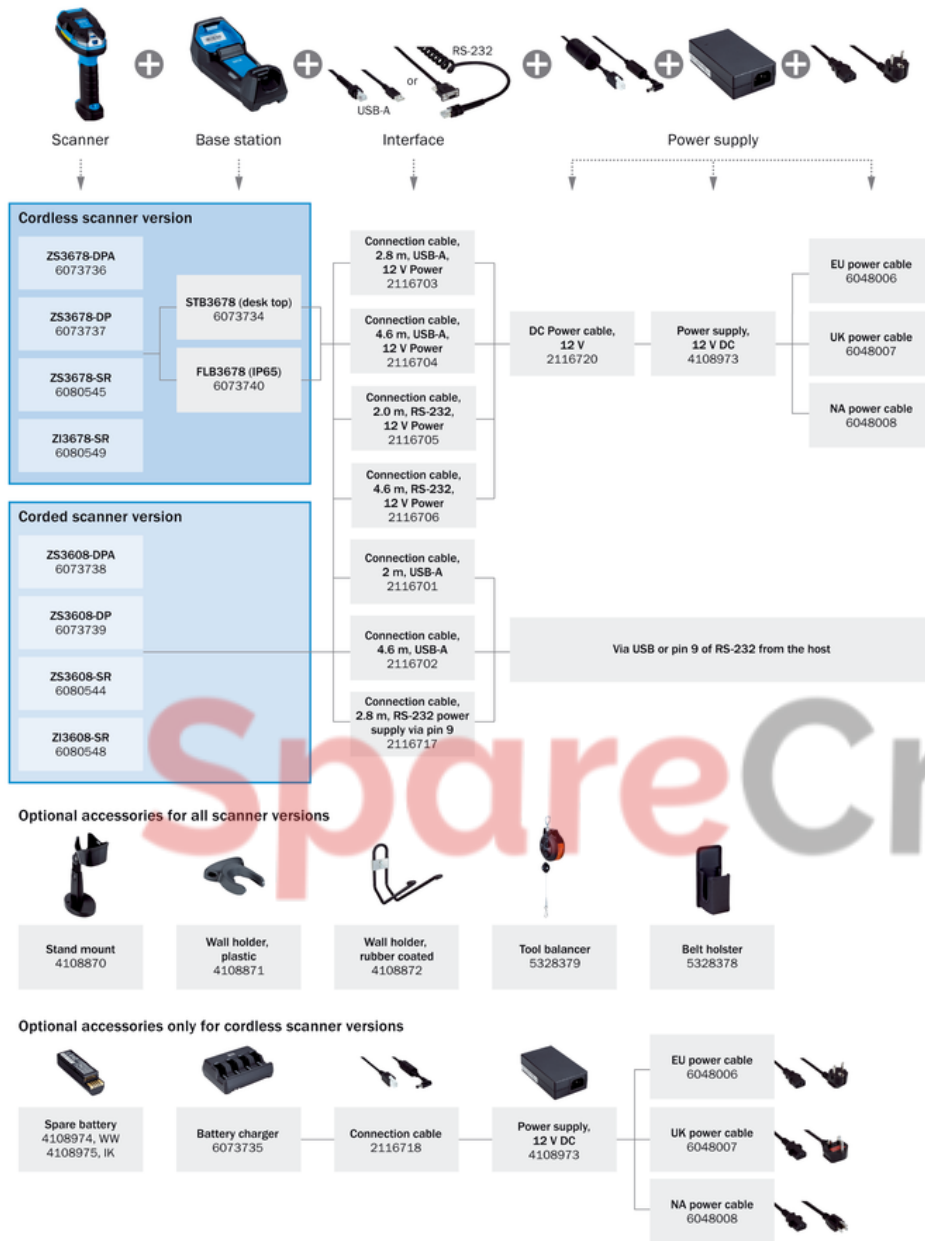 RS-232
or
USB-A
Scanner
Base station
Interface
Power supply
Cordless scanner version
ZS3678-DPA
6073736
ZS3678-DP
6073737
ZS3678-SR
6080545
ZI3678-SR
6080549
STB3678 (desk top)
6073734
FLB3678 (IP65)
6073740
Connection cable,
2.8 m, USB-A,
12 V Power
2116703
Connection cable,
4.6 m, USB-A,
12 V Power
2116704
Connection cable,
2.0 m, RS-232,
12 V Power
2116705
Connection cable,
4.6 m, RS-232,
12 V Power
2116706
DC Power cable,
12 V
2116720
Power supply,
12 V DC
4108973
EU power cable
6048006
UK power cable
6048007
NA power cable
6048008
Corded scanner version
ZS3608-DPA
6073738
ZS3608-DP
6073739
ZS3608-SR
6080544
ZI3608-SR
6080548
Connection cable,
2 m, USB-A
2116701
Connection cable,
4.6 m, USB-A
2116702
Connection cable,
2.8 m, RS-232 power
supply via pin 9
2116717
Via USB or pin 9 of RS-232 from the host
SpareCr
Optional accessories for all scanner versions
Stand mount
4108870
Wall holder,
plastic
4108871
Wall holder,
rubber coated
4108872
Tool balancer
5328379
Belt holster
5328378
Optional accessories only for cordless scanner versions
Spare battery
4108974, WW
4108975, IK
Battery charger
6073735
Connection cable
2116718
Power supply,
12 V DC
4108973
EU power cable
6048006
UK power cable
6048007
NA power cable
6048008